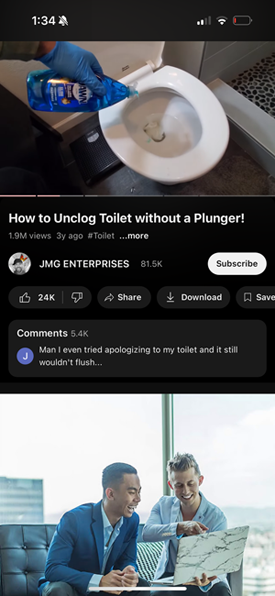 1:34
DAWN
How to Unclog Toilet without a Plunger!
1.9M views 3y ago #Toilet ...more
JMG ENTERPRISES 81.5K Subscribe
24K Share Download Save
Comments 5.4K
J Man I even tried apologizing to my toilet and it still
wouldn't flush...